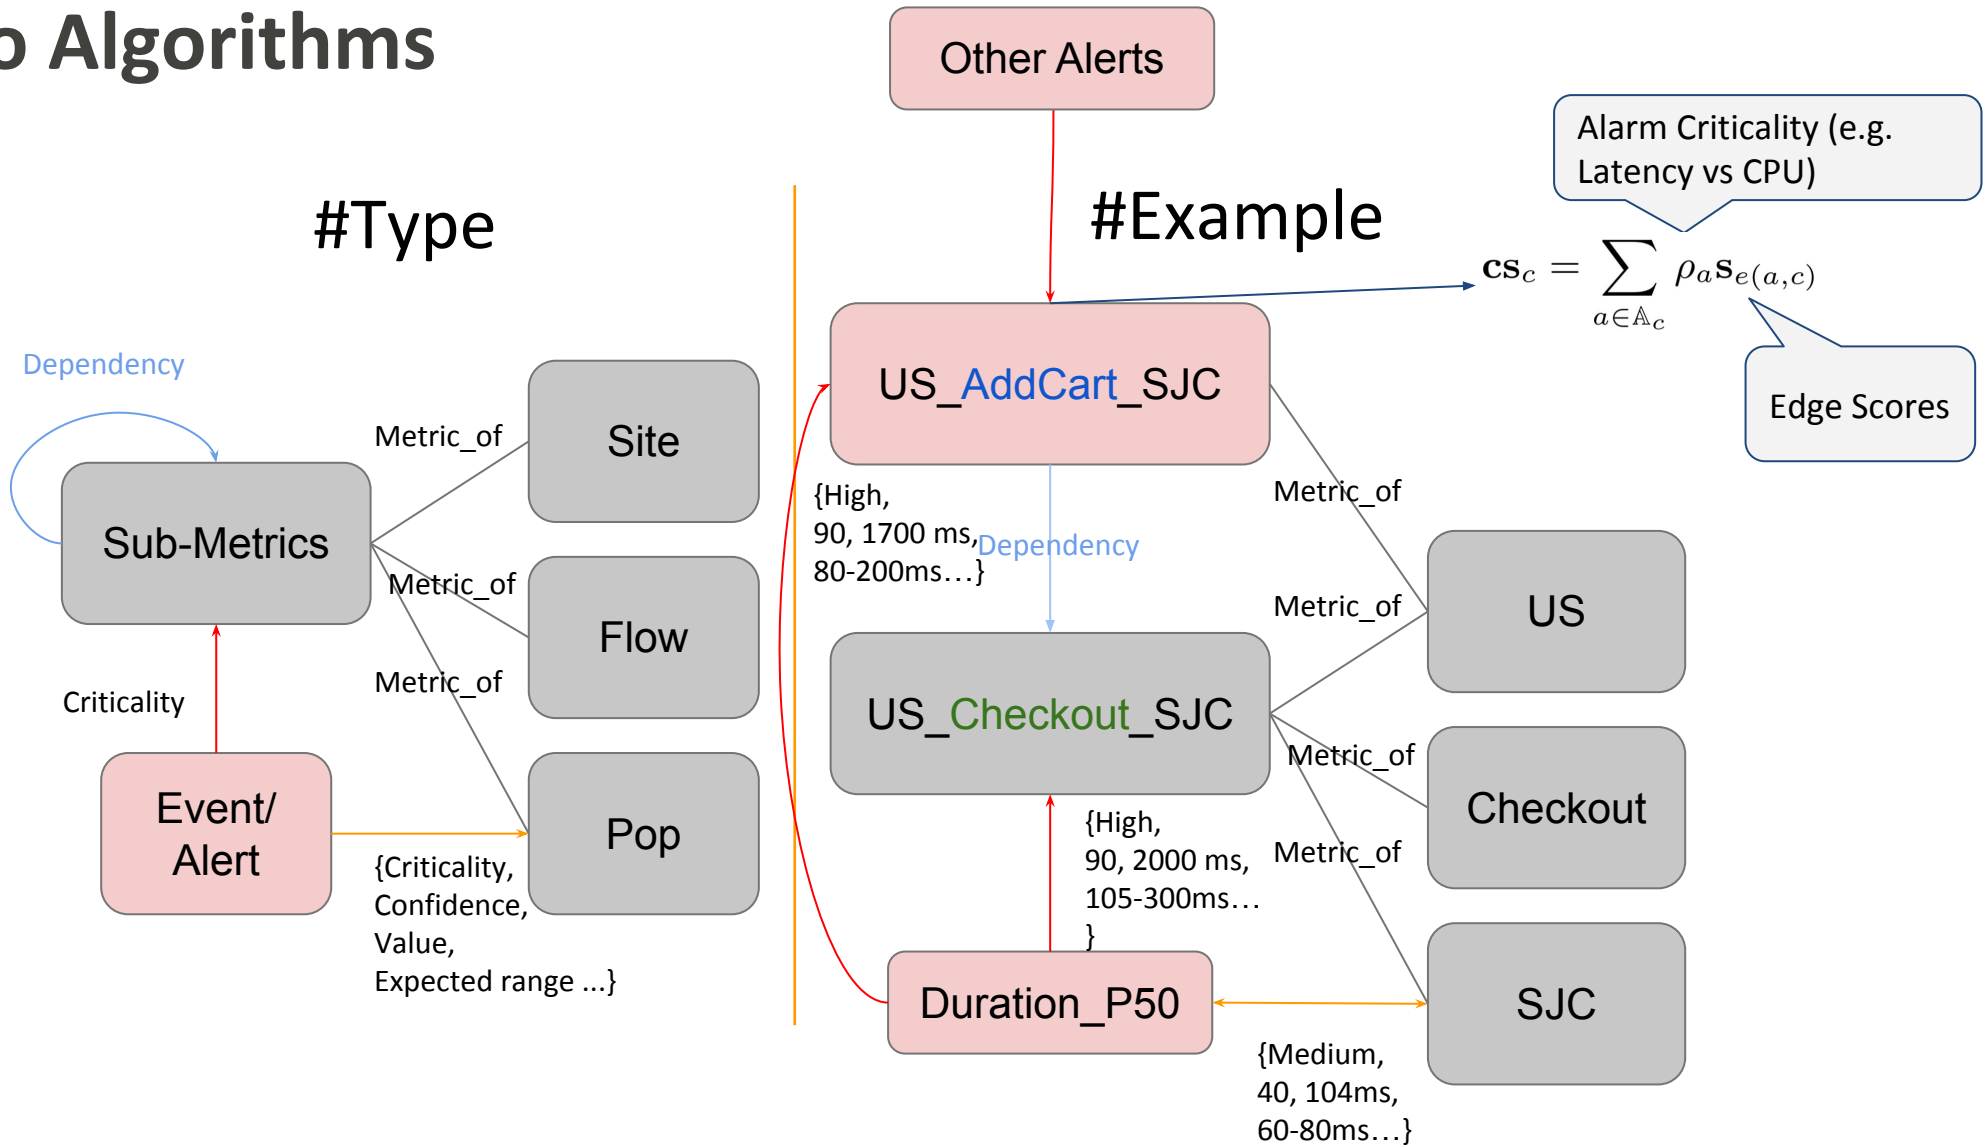 o Algorithms
Other Alerts
Alarm Criticality (e.g.
Latency vs CPU)
#Type
#Example
cs_c = ∑_{a∈𝔸_c} ρ_a s_{e(a,c)}
Edge Scores
Dependency
Sub-Metrics
Metric_of
Metric_of
Metric_of
Site
Flow
Pop
Criticality
Event/
Alert
{Criticality,
Confidence,
Value,
Expected range ...}
US_AddCart_SJC
{High,
90, 1700 ms,
80-200ms…}
Dependency
US_Checkout_SJC
{High,
90, 2000 ms,
105-300ms…
}
Duration_P50
Metric_of
Metric_of
Metric_of
Metric_of
US
Checkout
SJC
{Medium,
40, 104ms,
60-80ms…}